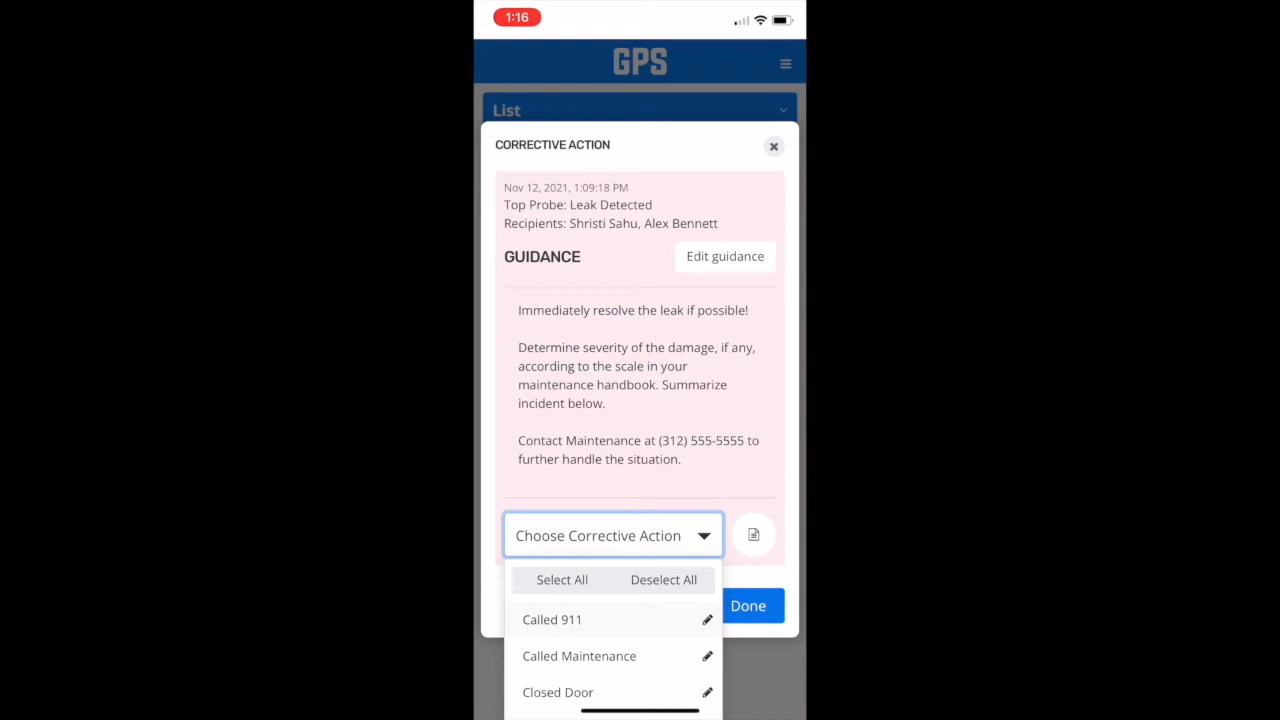 1:16
GPS
List
CORRECTIVE ACTION
Nov 12, 2021, 1:09:18 PM
Top Probe: Leak Detected
Recipients: Shristi Sahu, Alex Bennett
GUIDANCE
Edit guidance
Immediately resolve the leak if possible!
Determine severity of the damage, if any,
according to the scale in your
maintenance handbook. Summarize
incident below.
Contact Maintenance at (312) 555-5555 to
further handle the situation.
Choose Corrective Action
Select All Deselect All
Done
Called 911
Called Maintenance
Closed Door